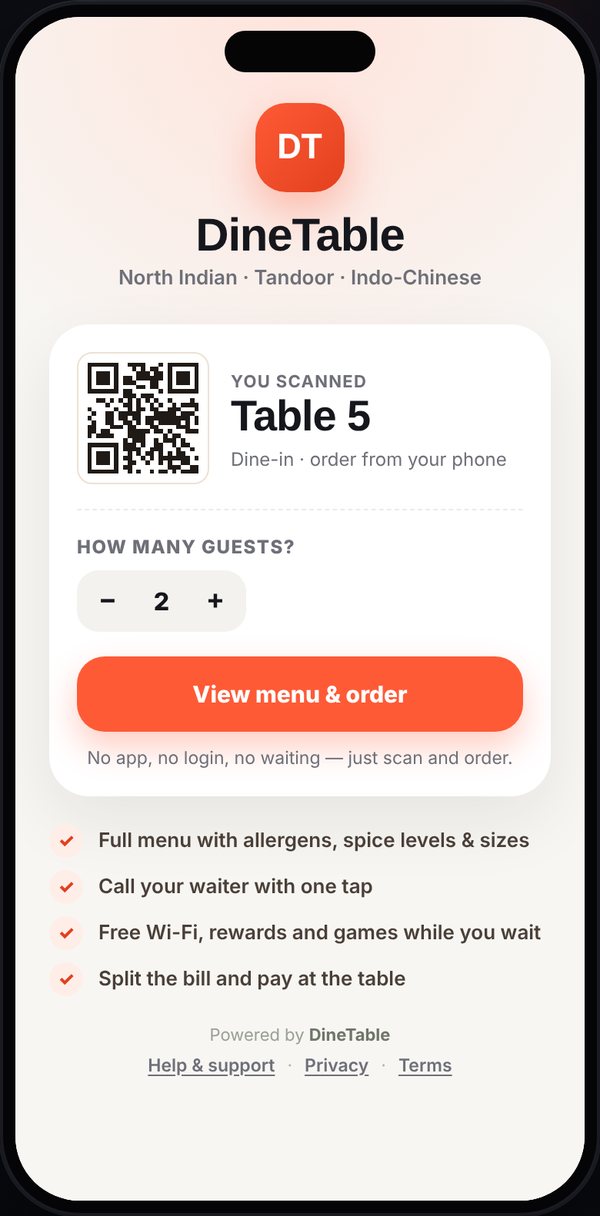 DT
DineTable
North Indian · Tandoor · Indo-Chinese
YOU SCANNED
Table 5
Dine-in · order from your phone
HOW MANY GUESTS?
− 2 +
View menu & order
No app, no login, no waiting — just scan and order.
Full menu with allergens, spice levels & sizes
Call your waiter with one tap
Free Wi-Fi, rewards and games while you wait
Split the bill and pay at the table
Powered by DineTable
Help & support · Privacy · Terms